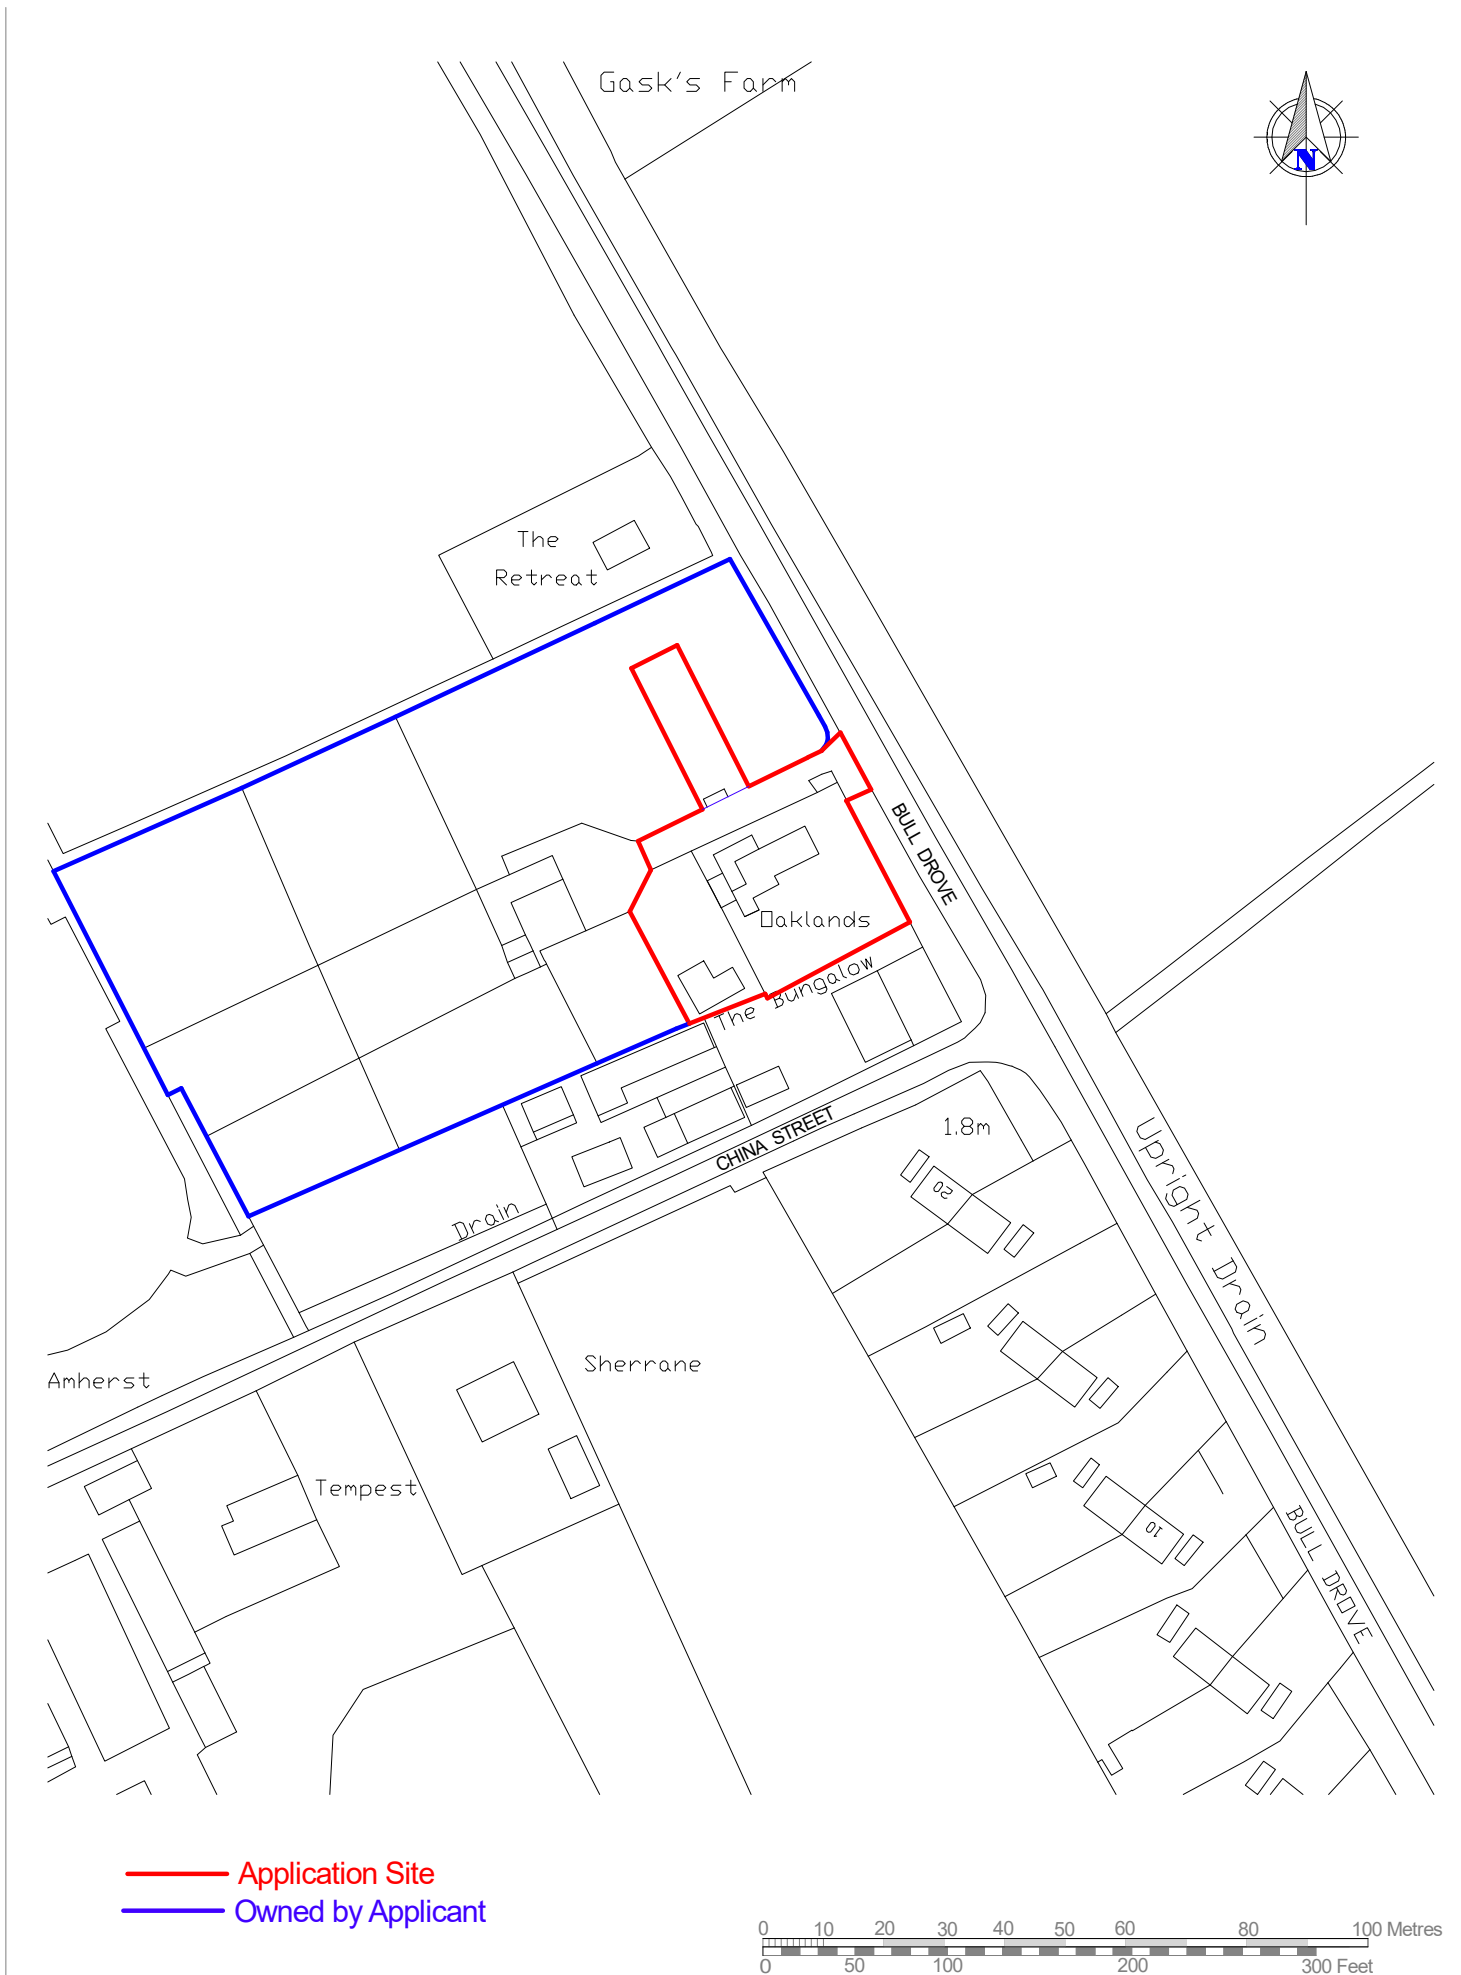 Gask's Farm
N
The
Retreat
BULL DROVE
Oaklands
The Bungalow
CHINA STREET
1.8m
Upright Drain
20
Drain
Sherrane
Amherst
Tempest
10
BULL DROVE
Application Site
Owned by Applicant
0 10 20 30 40 50 60 80 100 Metres
0 50 100 200 300 Feet